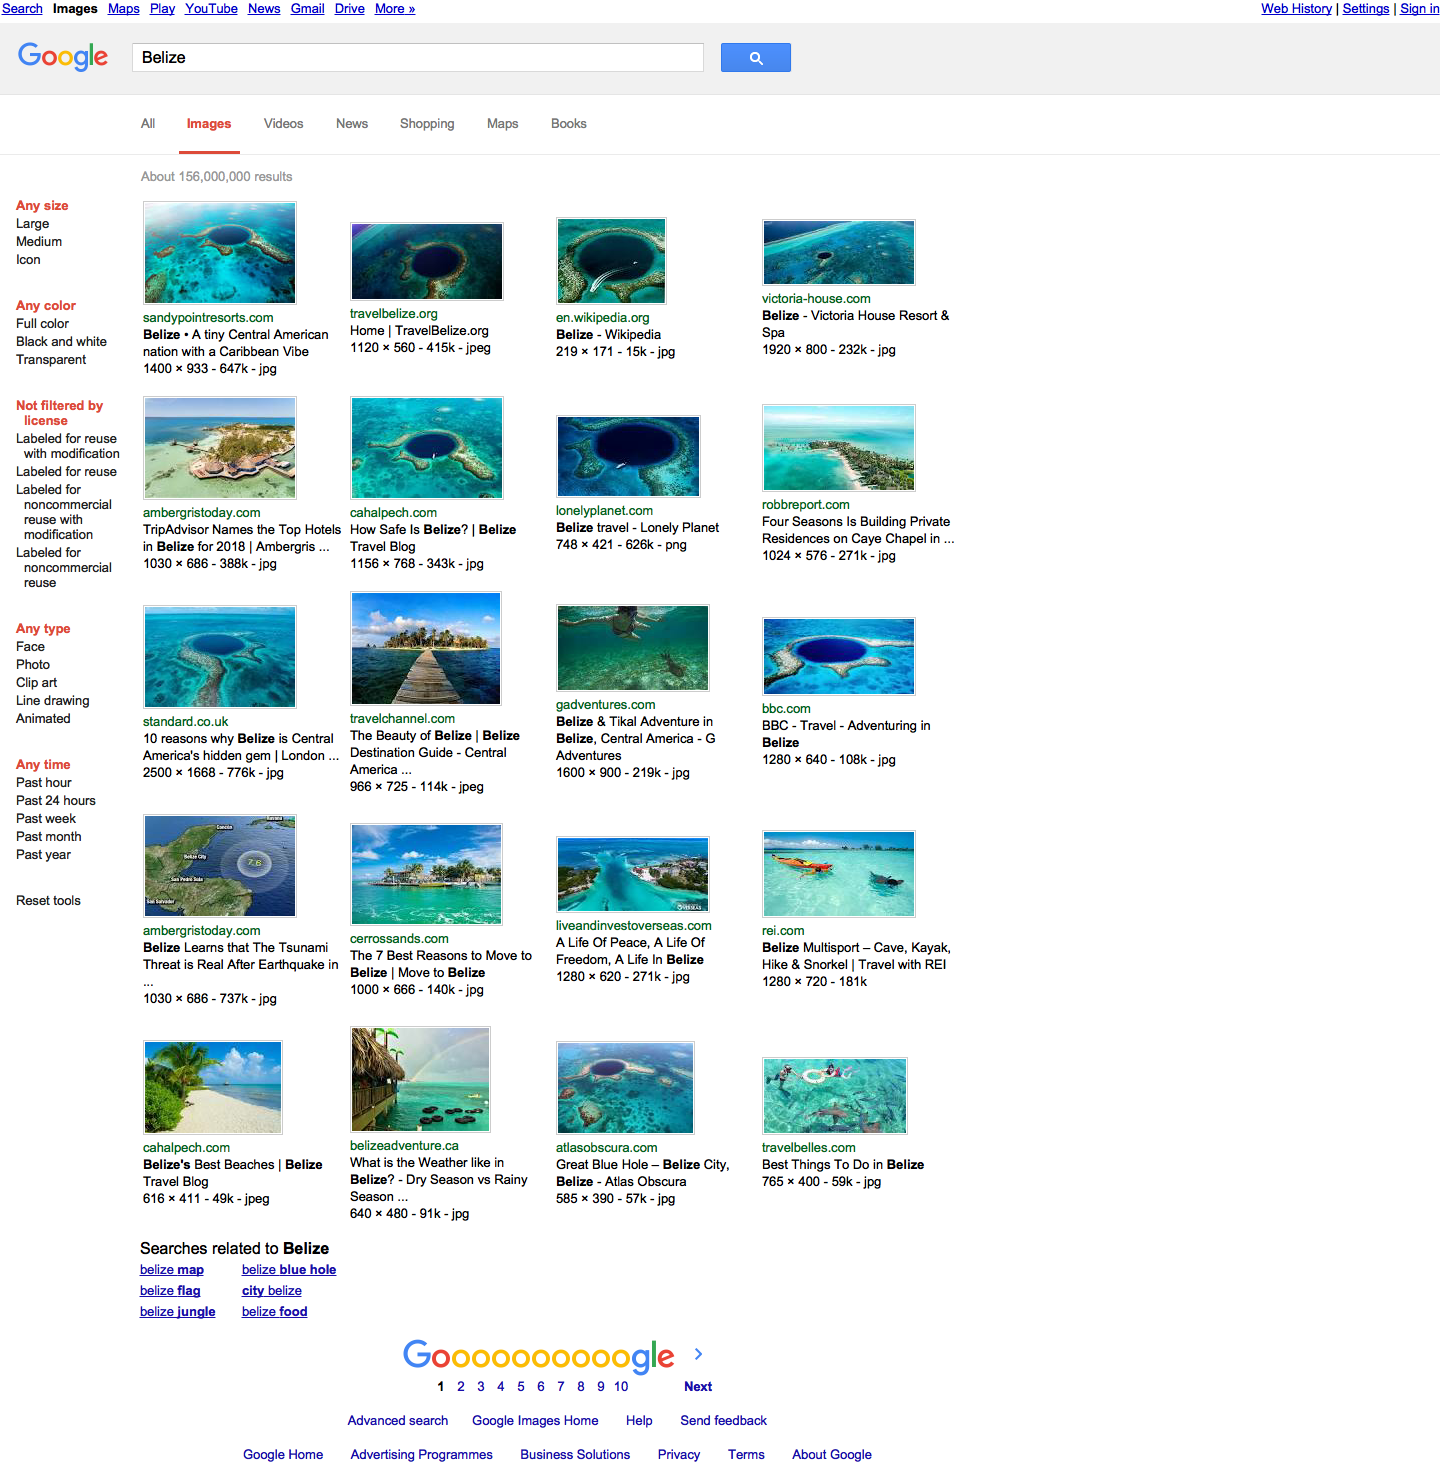 Search Images Maps Play YouTube News Gmail Drive More »
Web History | Settings | Sign in
Google
Belize
All Images Videos News Shopping Maps Books
About 156,000,000 results
Any size
Large
Medium
Icon
Any color
Full color
Black and white
Transparent
Not filtered by
license
Labeled for reuse
with modification
Labeled for reuse
Labeled for
noncommercial
reuse with
modification
Labeled for
noncommercial
reuse
Any type
Face
Photo
Clip art
Line drawing
Animated
Any time
Past hour
Past 24 hours
Past week
Past month
Past year
Reset tools
sandypointresorts.com
Belize • A tiny Central American
nation with a Caribbean Vibe
1400 × 933 - 647k - jpg
travelbelize.org
Home | TravelBelize.org
1120 × 560 - 415k - jpeg
en.wikipedia.org
Belize - Wikipedia
219 × 171 - 15k - jpg
victoria-house.com
Belize - Victoria House Resort &
Spa
1920 × 800 - 232k - jpg
ambergristoday.com
TripAdvisor Names the Top Hotels
in Belize for 2018 | Ambergris ...
1030 × 686 - 388k - jpg
cahalpech.com
How Safe Is Belize? | Belize
Travel Blog
1156 × 768 - 343k - jpg
lonelyplanet.com
Belize travel - Lonely Planet
748 × 421 - 626k - png
robbreport.com
Four Seasons Is Building Private
Residences on Caye Chapel in ...
1024 × 576 - 271k - jpg
standard.co.uk
10 reasons why Belize is Central
America's hidden gem | London ...
2500 × 1668 - 776k - jpg
travelchannel.com
The Beauty of Belize | Belize
Destination Guide - Central
America ...
966 × 725 - 114k - jpeg
gadventures.com
Belize & Tikal Adventure in
Belize, Central America - G
Adventures
1600 × 900 - 219k - jpg
bbc.com
BBC - Travel - Adventuring in
Belize
1280 × 640 - 108k - jpg
Havana
Cancún
Belize City
7.6
San Pedro Sula
San Salvador
ambergristoday.com
Belize Learns that The Tsunami
Threat is Real After Earthquake in
...
1030 × 686 - 737k - jpg
cerrossands.com
The 7 Best Reasons to Move to
Belize | Move to Belize
1000 × 666 - 140k - jpg
OVERSEAS
liveandinvestoverseas.com
A Life Of Peace, A Life Of
Freedom, A Life In Belize
1280 × 620 - 271k - jpg
rei.com
Belize Multisport – Cave, Kayak,
Hike & Snorkel | Travel with REI
1280 × 720 - 181k
cahalpech.com
Belize's Best Beaches | Belize
Travel Blog
616 × 411 - 49k - jpeg
belizeadventure.ca
What is the Weather like in
Belize? - Dry Season vs Rainy
Season ...
640 × 480 - 91k - jpg
atlasobscura.com
Great Blue Hole – Belize City,
Belize - Atlas Obscura
585 × 390 - 57k - jpg
travelbelles.com
Best Things To Do in Belize
765 × 400 - 59k - jpg
Searches related to Belize
belize map belize blue hole
belize flag city belize
belize jungle belize food
Goooooooooogle
1 2 3 4 5 6 7 8 9 10 Next
Advanced search Google Images Home Help Send feedback
Google Home Advertising Programmes Business Solutions Privacy Terms About Google